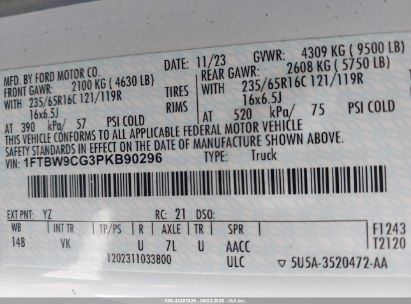 MFD. BY FORD MOTOR CO. 11/23 GVWR: 4309 KG ( 9500 LB)
FRONT GAWR: 2100 KG ( 4630 LB) REAR GAWR: 2608 KG ( 5750 LB)
WITH 235/65R16C 121/119R TIRES WITH 235/65R16C 121/119R
16x6.5J RIMS 16x6.5J
AT 390 kPa/ 57 PSI COLD AT 520 kPa/ 75 PSI COLD
THIS VEHICLE CONFORMS TO ALL APPLICABLE FEDERAL MOTOR VEHICLE
SAFETY STANDARDS IN EFFECT ON THE DATE OF MANUFACTURE SHOWN ABOVE.
VIN: 1FTBW9CG3PKB90296 TYPE: Truck
EXT PNT: YZ RC: 21 DSO:
WB INT TR TP/PS R AXLE TR SPR F1243
148 VK U 7L U AACC T2120
1202311033800 ULC 5U5A-3520472-AA